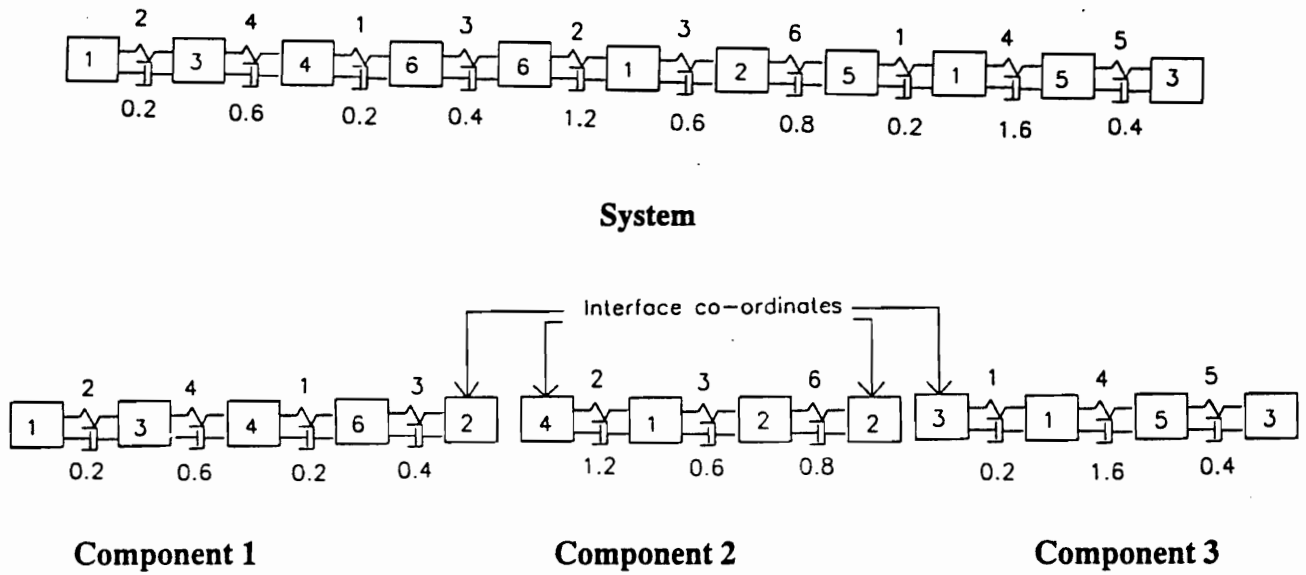 2 4 1 3 2 3 6 1 4 5
1 3 4 6 6 1 2 5 1 5 3
0.2 0.6 0.2 0.4 1.2 0.6 0.8 0.2 1.6 0.4
System
Interface co-ordinates
2 4 1 3 2 3 6 1 4 5
1 3 4 6 2 4 1 2 2 3 1 5 3
0.2 0.6 0.2 0.4 1.2 0.6 0.8 0.2 1.6 0.4
Component 1 Component 2 Component 3